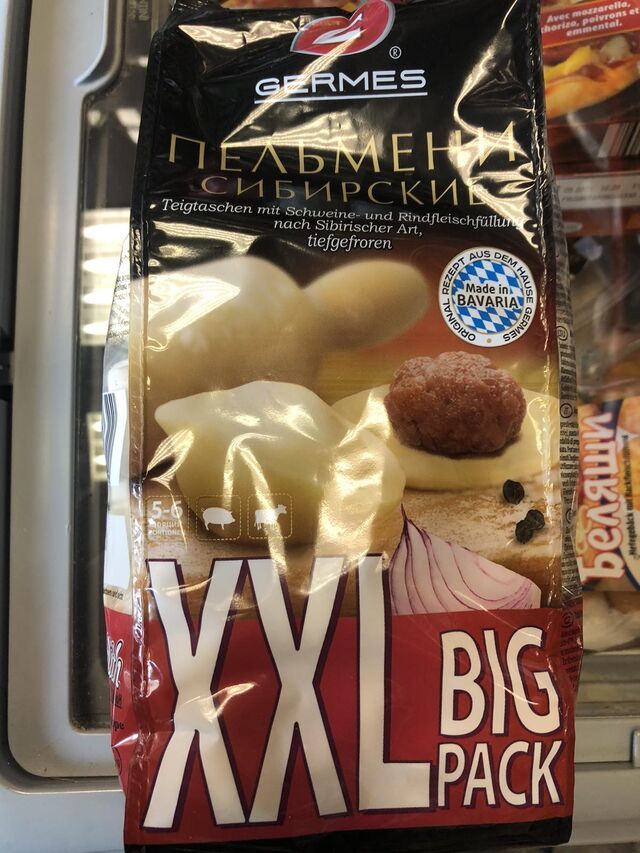 GERMES
®
ПЕЛЬМЕНИ
СИБИРСКИЕ
Teigtaschen mit Schweine- und Rindfleischfüllung
nach Sibirischer Art,
tiefgefroren
ORIGINAL REZEPT AUS DEM HAUSE GERMES
Made in
BAVARIA
5-6
XXL
BIG
PACK
Avec mozzarella,
chorizo, poivrons et
emmental.
беляши